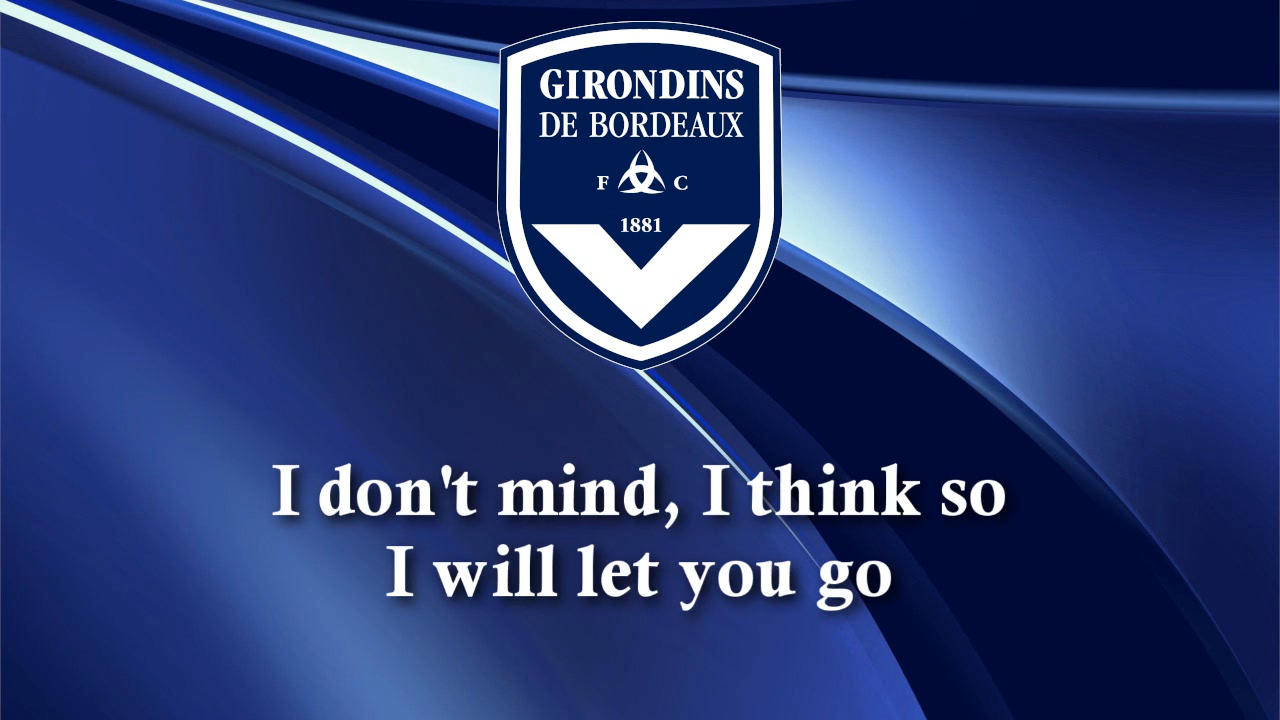 GIRONDINS
DE BORDEAUX
F C
1881
I don't mind, I think so
I will let you go